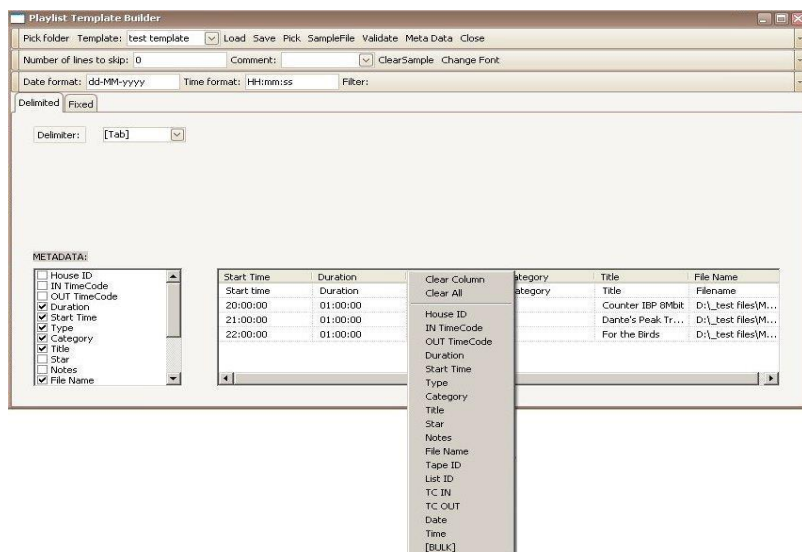 Playlist Template Builder
Pick folder Template: test template Load Save Pick SampleFile Validate Meta Data Close
Number of lines to skip: 0 Comment: ClearSample Change Font
Date format: dd-MM-yyyy Time format: HH:mm:ss Filter:
Delimited Fixed
Delimiter: [Tab]
METADATA:
House ID
IN TimeCode
OUT TimeCode
Duration
Start Time
Type
Category
Title
Star
Notes
File Name
Start Time Duration ategory Title File Name
Start time Duration ategory Title Filename
20:00:00 01:00:00 Counter IBP 8Mbit D:\_test files\M...
21:00:00 01:00:00 Dante's Peak Tr... D:\_test files\M...
22:00:00 01:00:00 For the Birds D:\_test files\M...
Clear Column
Clear All
House ID
IN TimeCode
OUT TimeCode
Duration
Start Time
Type
Category
Title
Star
Notes
File Name
Tape ID
List ID
TC IN
TC OUT
Date
Time
[BULK]